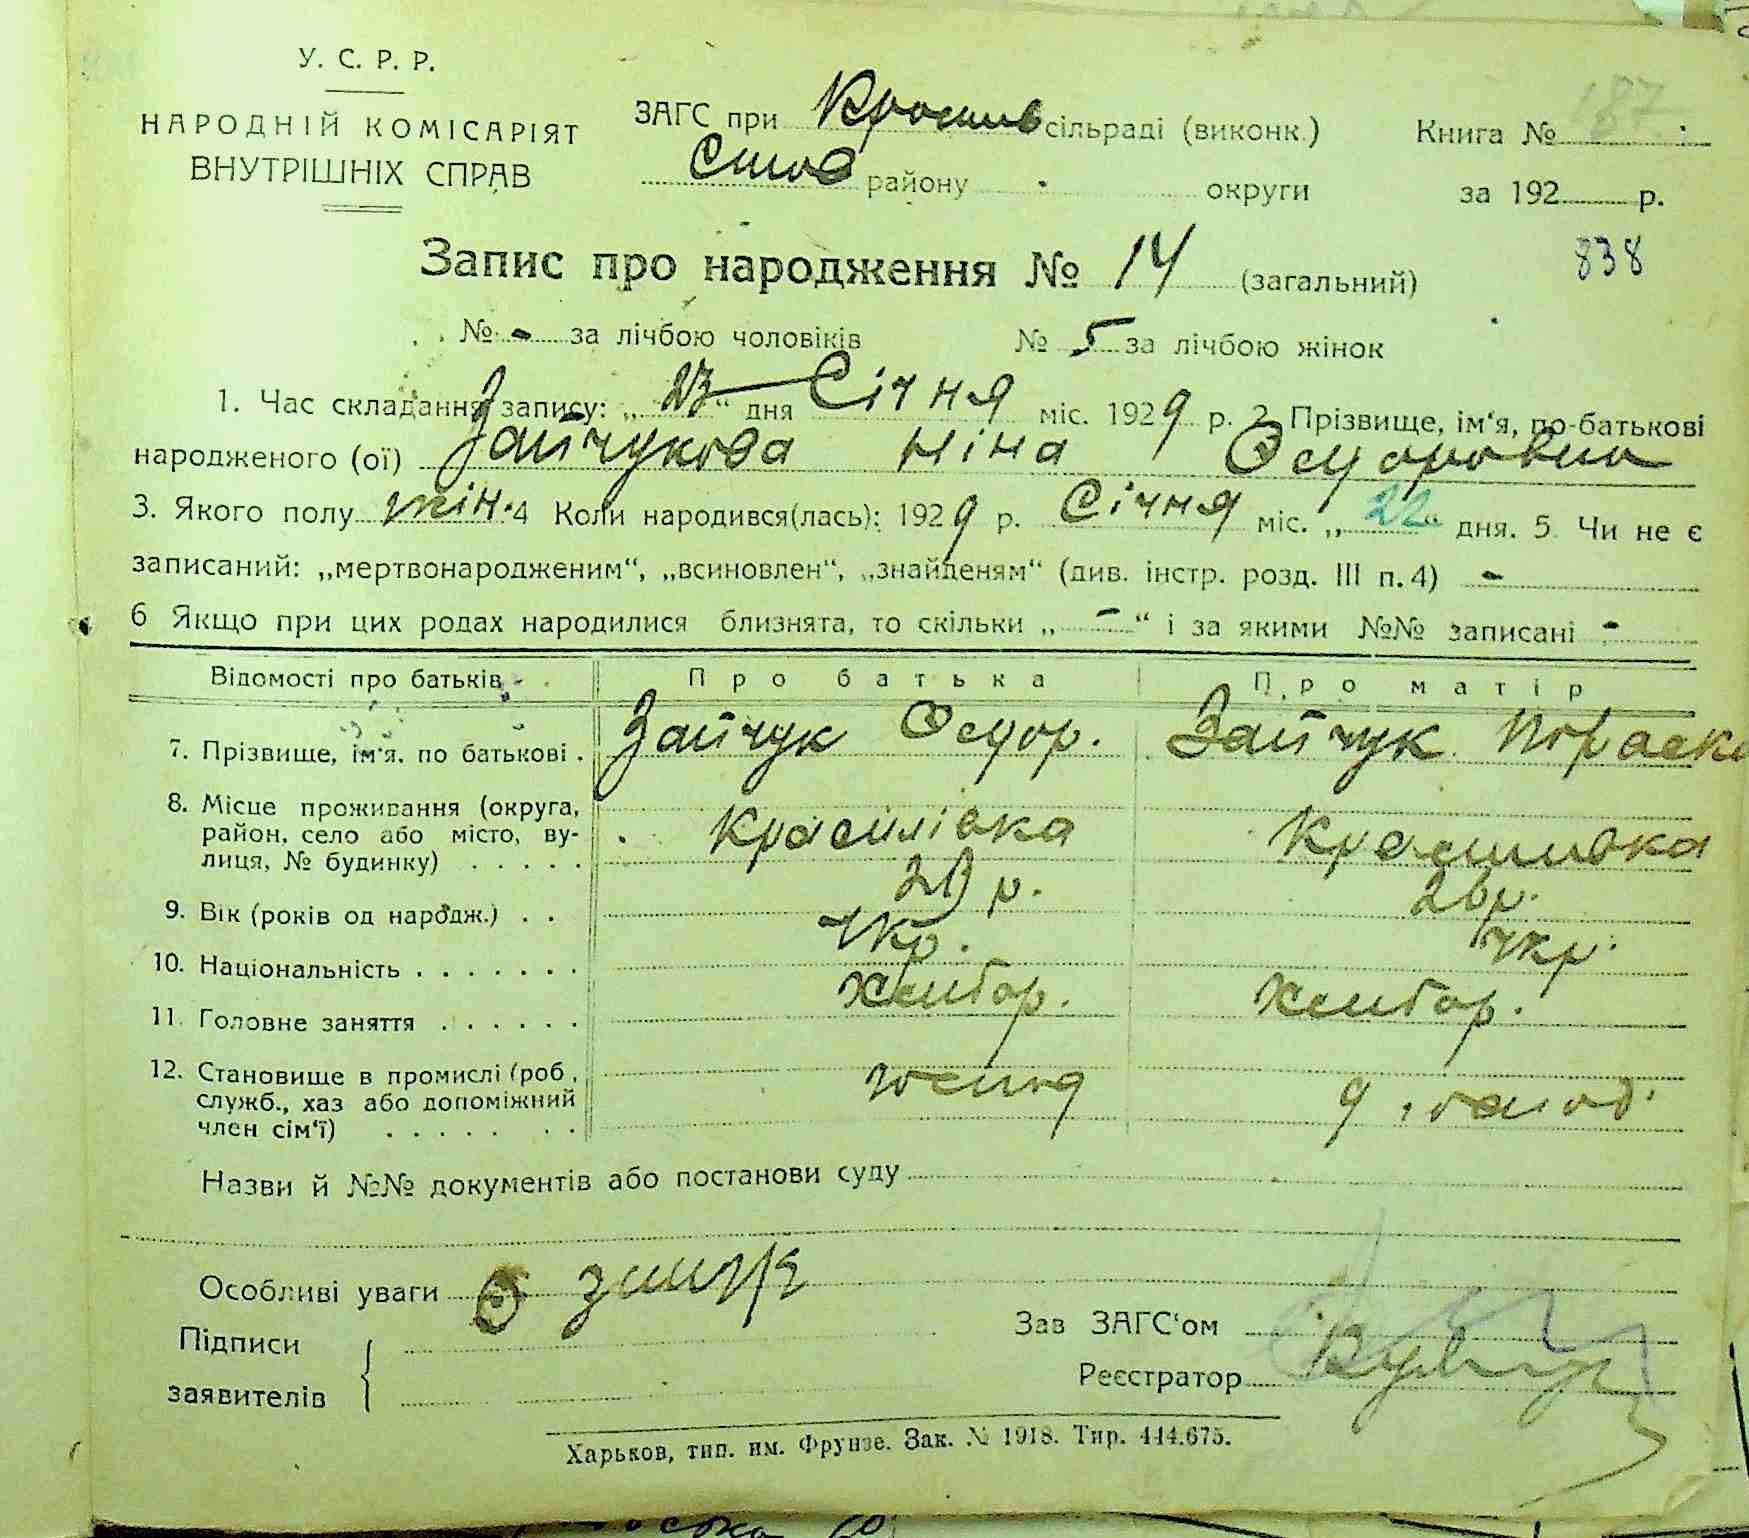 У. С. Р. Р.
НАРОДНІЙ КОМІСАРІЯТ
ВНУТРІШНІХ СПРАВ
ЗАГС при Красилів сільраді (виконк.)
району округи
Книга № 187
за 192 р.
838
Запис про народження № 14 (загальний)
№ - за лічбою чоловіків № 5 за лічбою жінок
1. Час складання запису: „23“ дня Січня міс. 1929 р. 2. Прізвище, ім‘я, по-батькові
народженого (ої) Зайчукова Ніна Федоровна
3. Якого полу жін. 4 Коли народився(лась): 1929 р. Січня міс. „22“ дня. 5. Чи не є
записаний: „мертвонародженим“, „всиновлен“, „знайденям“ (див. інстр. розд. III п. 4) -
6 Якщо при цих родах народилися близнята, то скільки „-“ і за якими №№ записані -
Відомості про батьків Про батька Про матір
7. Прізвище, ім‘я. по батькові . Зайчук Федор. Зайчук Параска
8. Місце проживання (округа, район, село або місто, вулиця, № будинку) . . . . . Красилівка Красилівка
9. Вік (років од нардж.) . . р. 26 р.
10. Національність . . . . . . . Укр. Укр.
11. Головне заняття . . . . . . Хлібор. Хлібор.
12. Становище в промислі (роб, служб., хаз або допоміжний член сім‘ї) . . . . . . .
Назви й №№ документів або постанови суду
Особливі уваги
Підписи заявителів
Зав ЗАГС‘ом
Реєстратор
Харьков, тип. им. Фрунзе. Зак. № 1918. Тир. 444.675.